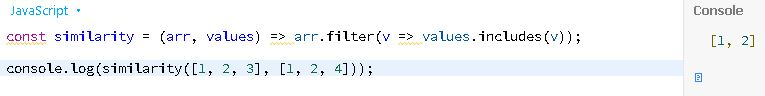 JavaScript
Console
const similarity = (arr, values) => arr.filter(v => values.includes(v));
[1, 2]
console.log(similarity([1, 2, 3], [1, 2, 4]));